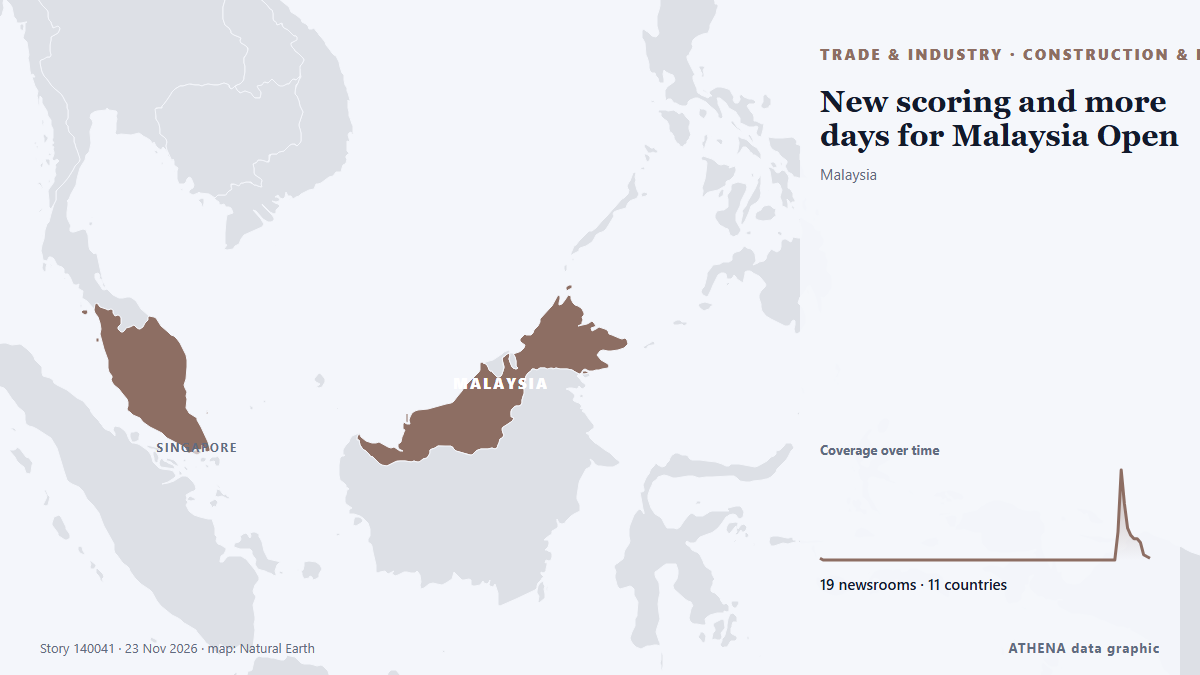 TRADE & INDUSTRY · CONSTRUCTION &
New scoring and more
days for Malaysia Open
Malaysia
MALAYSIA
SINGAPORE
Coverage over time
19 newsrooms · 11 countries
Story 140041 · 23 Nov 2026 · map: Natural Earth
ATHENA data graphic